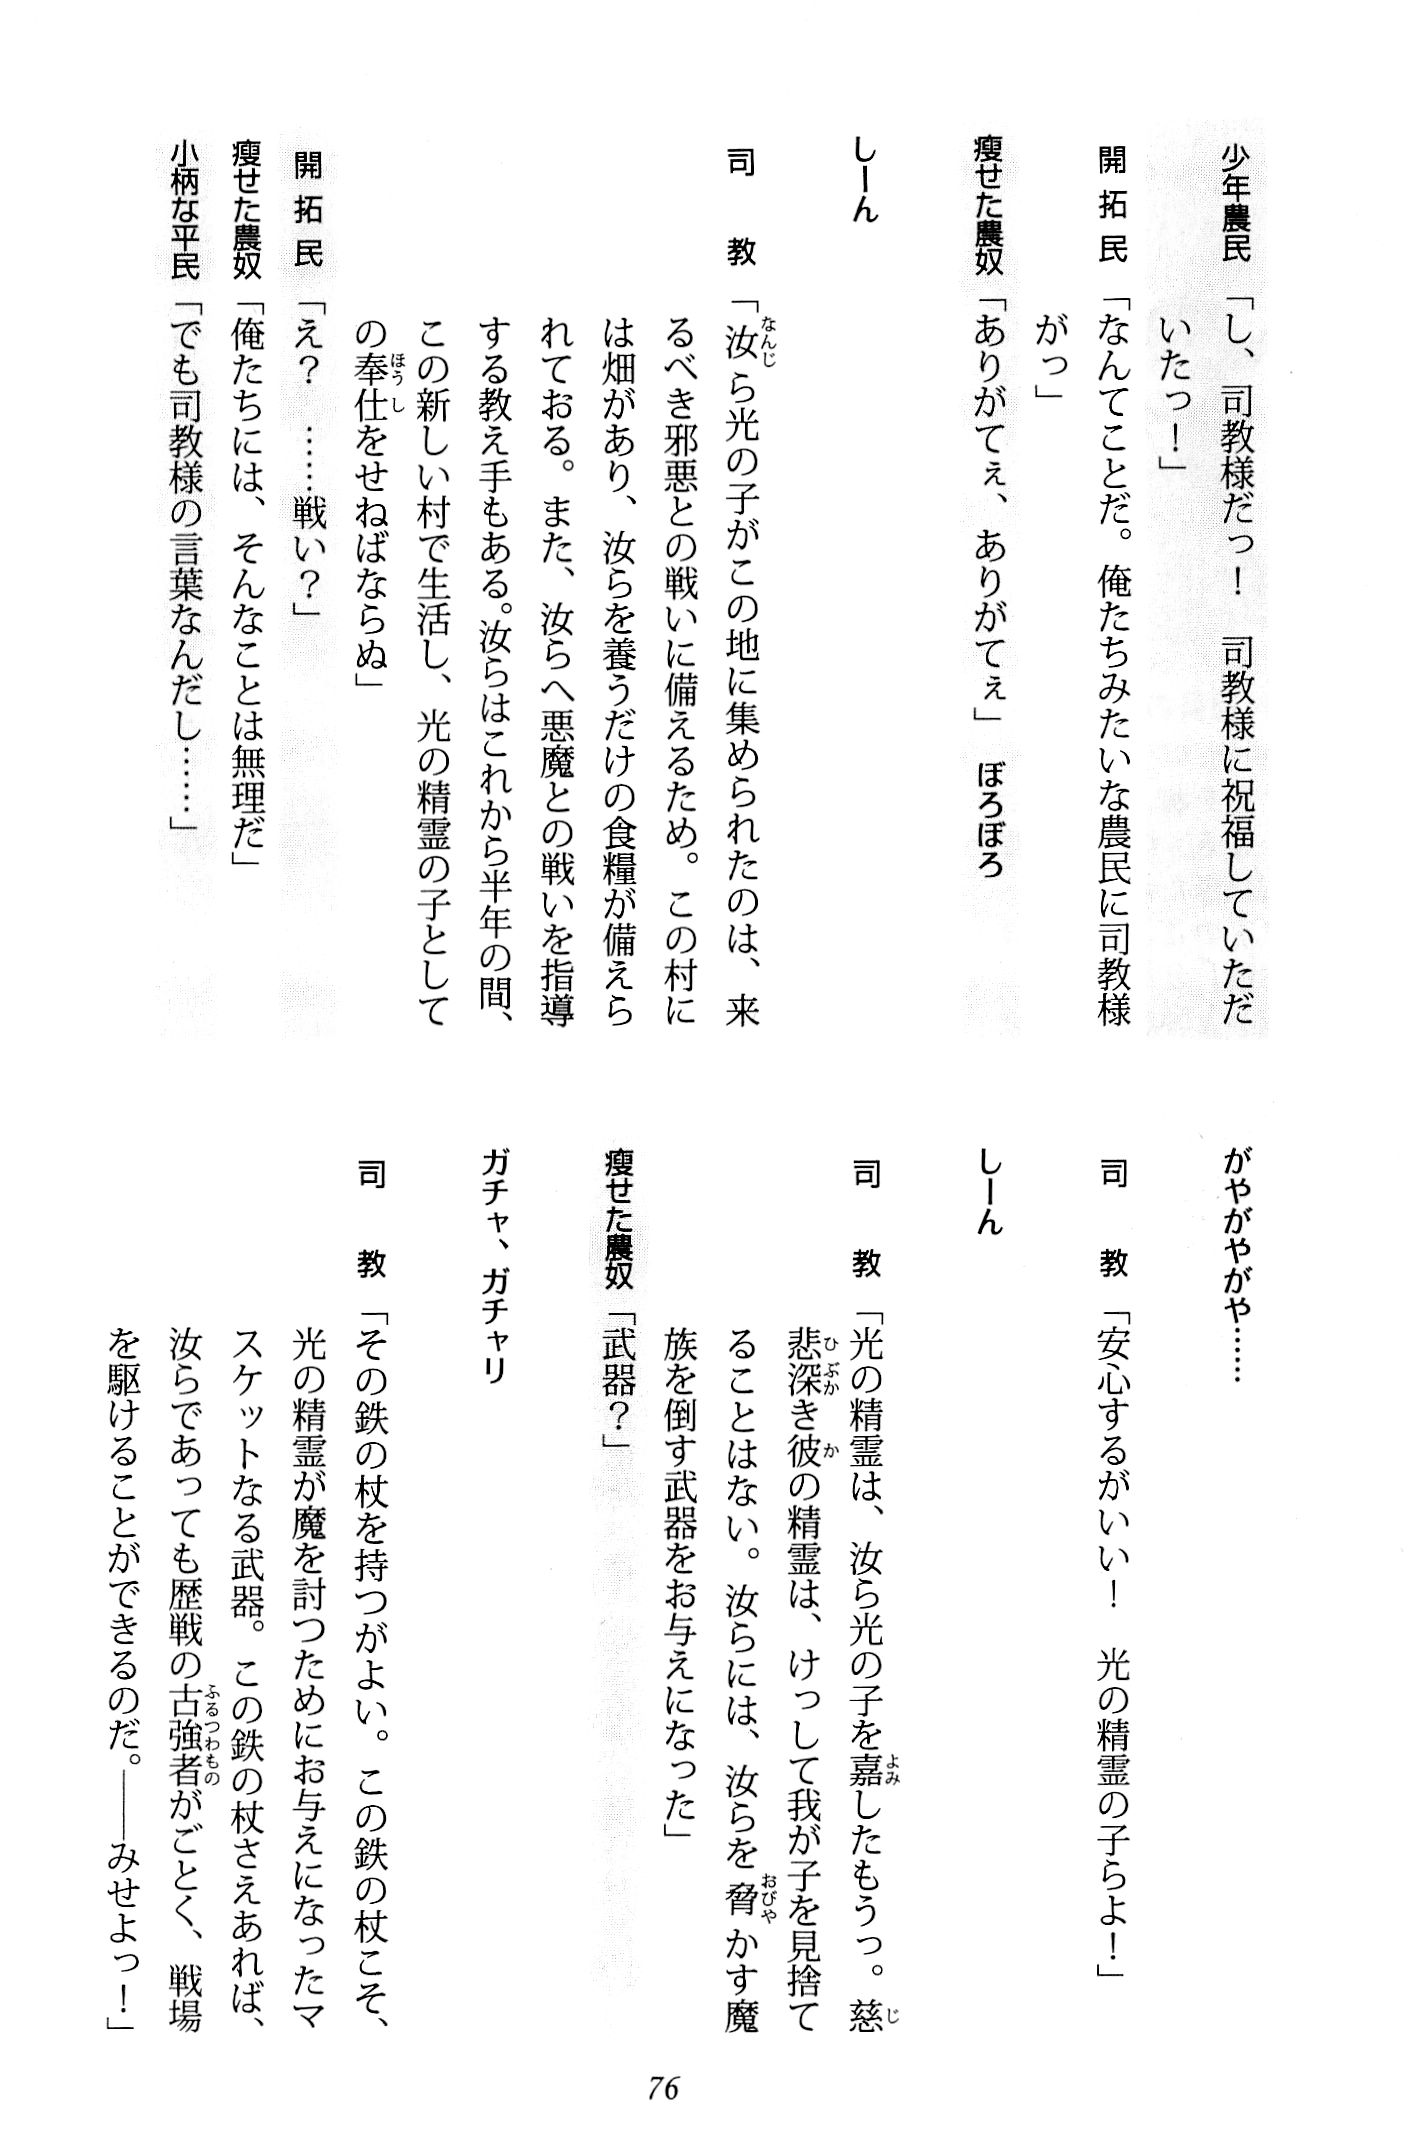 少年農民「し、司教様だっ！　司教様に祝福していただ
いたっ！」
開拓民「なんてことだ。俺たちみたいな農民に司教様
がっ」
瘦せた農奴「ありがてぇ、ありがてぇ」　ぼろぼろ
しーん
司教「汝ら光の子がこの地に集められたのは、来
るべき邪悪との戦いに備えるため。この村に
は畑があり、汝らを養うだけの食糧が備えら
れておる。また、汝らへ悪魔との戦いを指導
する教え手もある。汝らはこれから半年の間、
この新しい村で生活し、光の精霊の子として
の奉仕をせねばならぬ」
開拓民「え？　……戦い？」
瘦せた農奴「俺たちには、そんなことは無理だ」
小柄な平民「でも司教様の言葉なんだし……」
がやがやがや……
司教「安心するがいい！　光の精霊の子らよ！」
しーん
司教「光の精霊は、汝ら光の子を嘉したもうっ。慈
悲深き彼の精霊は、けっして我が子を見捨て
ることはない。汝らには、汝らを脅かす魔
族を倒す武器をお与えになった」
瘦せた農奴「武器？」
ガチャ、ガチャリ
司教「その鉄の杖を持つがよい。この鉄の杖こそ、
光の精霊が魔を討つためにお与えになったマ
スケットなる武器。この鉄の杖さえあれば、
汝らであっても歴戦の古強者がごとく、戦場
を駆けることができるのだ。――みせよっ！」
76